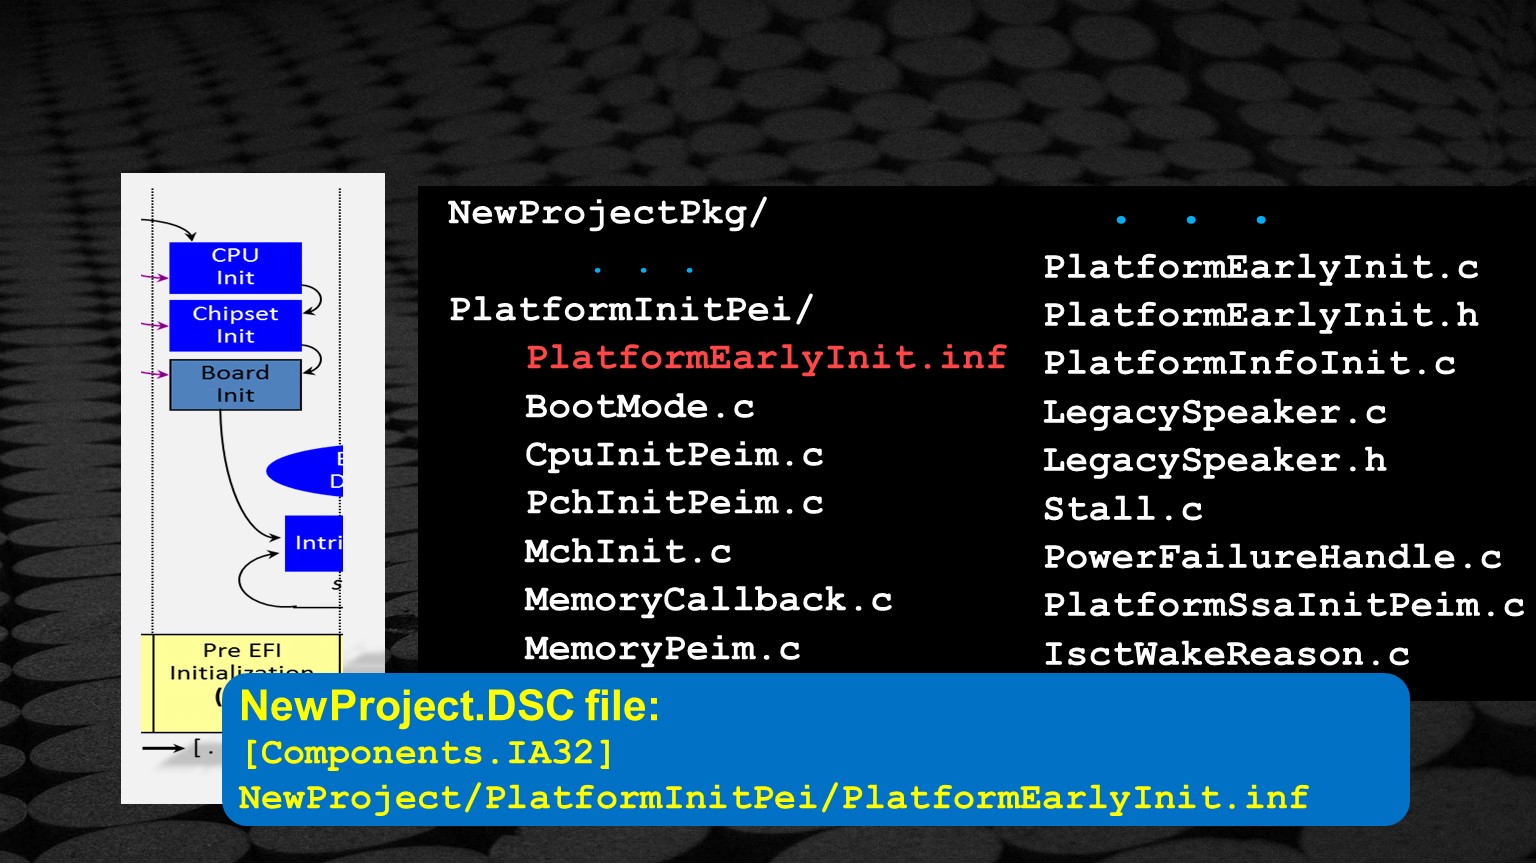 CPU
Init
Chipset
Init
Board
Init
Intri
s
Pre EFI
Initialization
(
[ .
NewProjectPkg/
. . .
PlatformInitPei/
PlatformEarlyInit.inf
BootMode.c
CpuInitPeim.c
PchInitPeim.c
MchInit.c
MemoryCallback.c
MemoryPeim.c
. . .
PlatformEarlyInit.c
PlatformEarlyInit.h
PlatformInfoInit.c
LegacySpeaker.c
LegacySpeaker.h
Stall.c
PowerFailureHandle.c
PlatformSsaInitPeim.c
IsctWakeReason.c
NewProject.DSC file:
[Components.IA32]
NewProject/PlatformInitPei/PlatformEarlyInit.inf